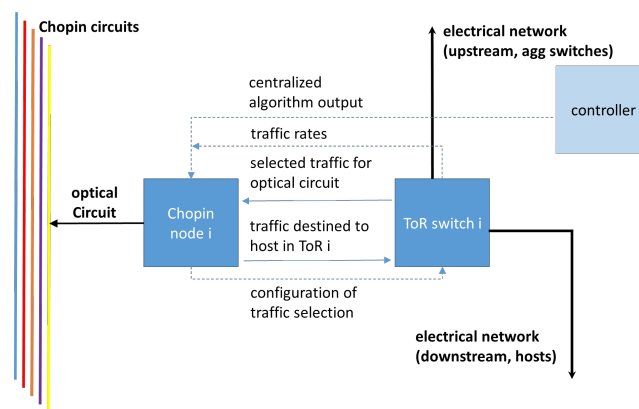 Chopin circuits
electrical network
(upstream, agg switches)
centralized
algorithm output
controller
traffic rates
selected traffic for
optical circuit
optical
Circuit
Chopin
node i
traffic destined to
host in ToR i
ToR switch i
configuration of
traffic selection
electrical network
(downstream, hosts)